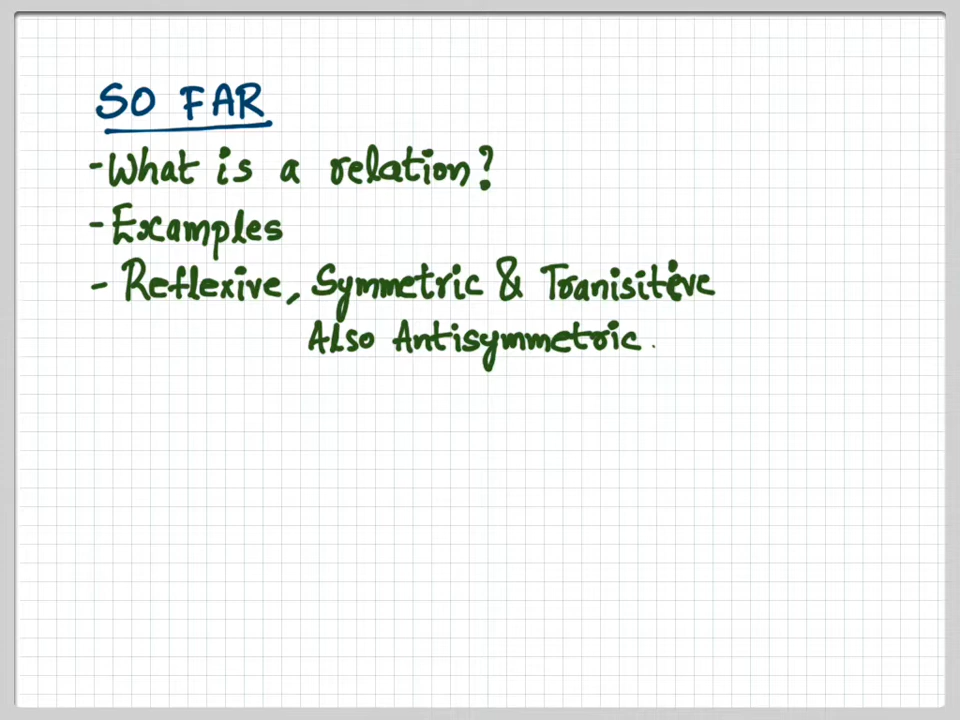 SO FAR
- What is a relation?
- Examples
- Reflexive, Symmetric & Tranisitive
Also Antisymmetric.